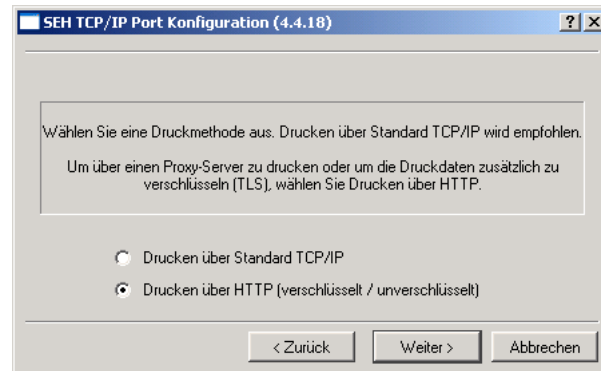 SEH TCP/IP Port Konfiguration (4.4.18)
Wählen Sie eine Druckmethode aus. Drucken über Standard TCP/IP wird empfohlen.
Um über einen Proxy-Server zu drucken oder um die Druckdaten zusätzlich zu
verschlüsseln (TLS), wählen Sie Drucken über HTTP.
Drucken über Standard TCP/IP
Drucken über HTTP (verschlüsselt / unverschlüsselt)
< Zurück Weiter > Abbrechen